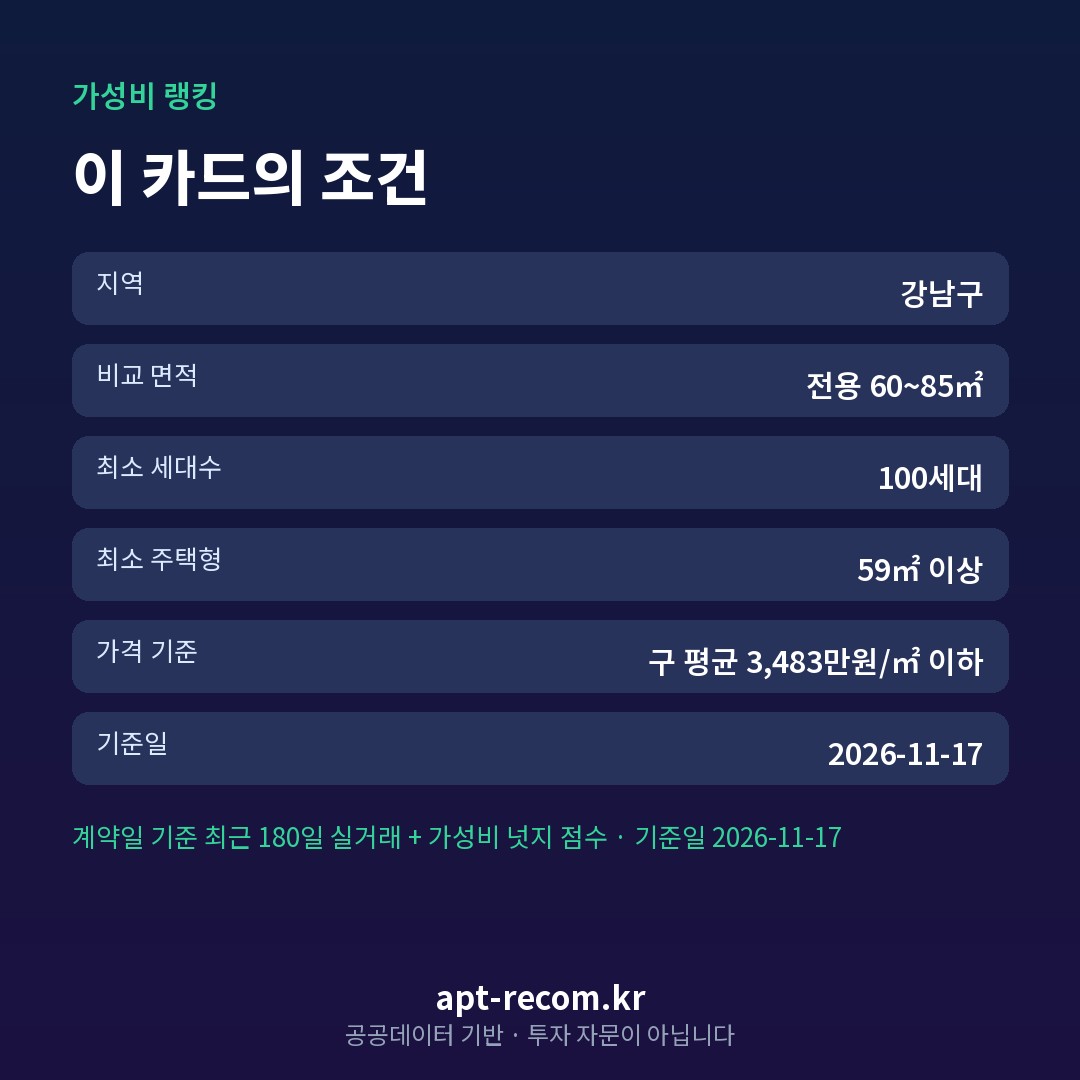 가성비 랭킹
이 카드의 조건
지역
강남구
비교 면적
전용 60~85㎡
최소 세대수
100세대
최소 주택형
59㎡ 이상
가격 기준
구 평균 3,483만원/㎡ 이하
기준일
2026-11-17
계약일 기준 최근 180일 실거래 + 가성비 넛지 점수 · 기준일 2026-11-17
apt-recom.kr
공공데이터 기반 · 투자 자문이 아닙니다